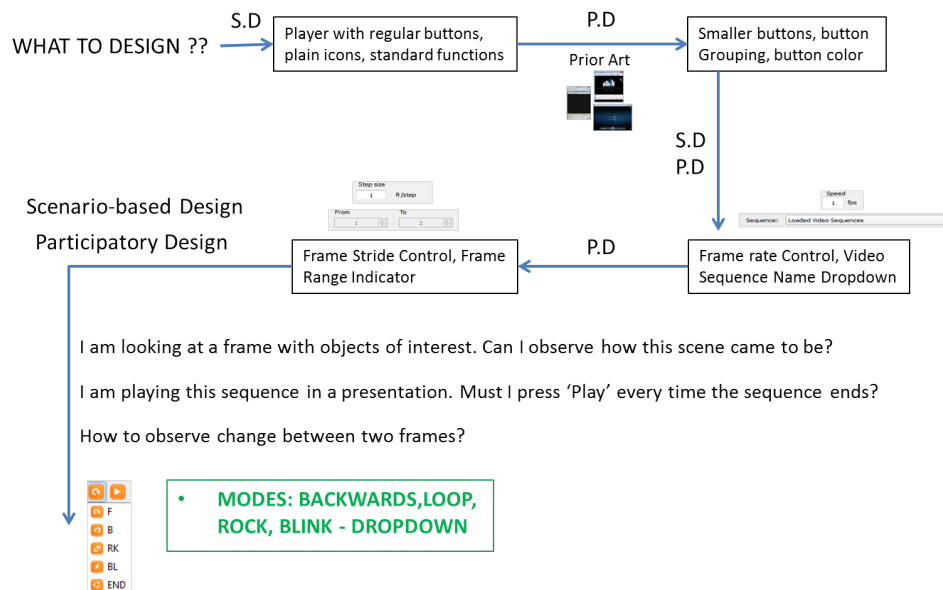 WHAT TO DESIGN ??
S.D
Player with regular buttons,
plain icons, standard functions
P.D
Prior Art
Smaller buttons, button
Grouping, button color
S.D
P.D
Speed
1 fps
Sequence: Loaded Video Sequences
Frame rate Control, Video
Sequence Name Dropdown
P.D
Step size
1 fr/step
From To
1 2
Frame Stride Control, Frame
Range Indicator
Scenario-based Design
Participatory Design
I am looking at a frame with objects of interest. Can I observe how this scene came to be?
I am playing this sequence in a presentation. Must I press ‘Play’ every time the sequence ends?
How to observe change between two frames?
F
B
RK
BL
END
• MODES: BACKWARDS,LOOP,
ROCK, BLINK - DROPDOWN